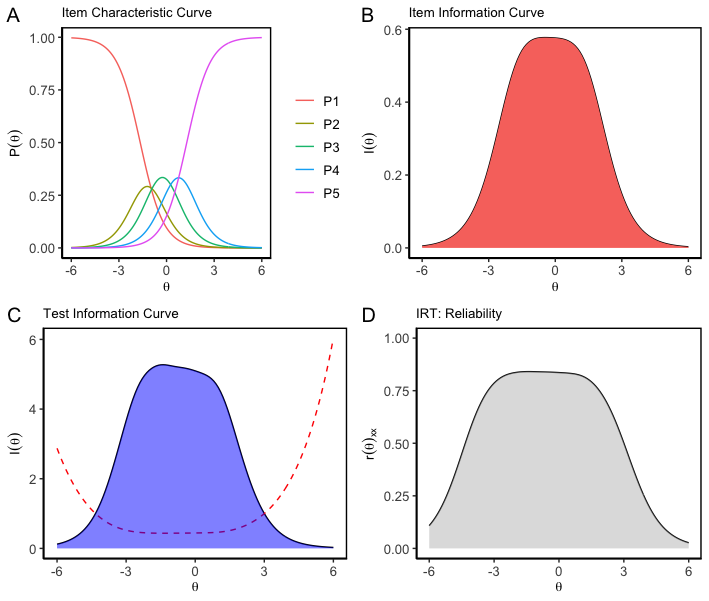 A
Item Characteristic Curve
P(θ)
1.00
0.75
0.50
0.25
0.00
-6
-3
0
3
6
θ
P1
P2
P3
P4
P5
B
Item Information Curve
I(θ)
0.6
0.4
0.2
0.0
-6
-3
0
3
6
θ
C
Test Information Curve
I(θ)
6
4
2
0
-6
-3
0
3
6
θ
D
IRT: Reliability
r(θ)xx
1.00
0.75
0.50
0.25
0.00
-6
-3
0
3
6
θ